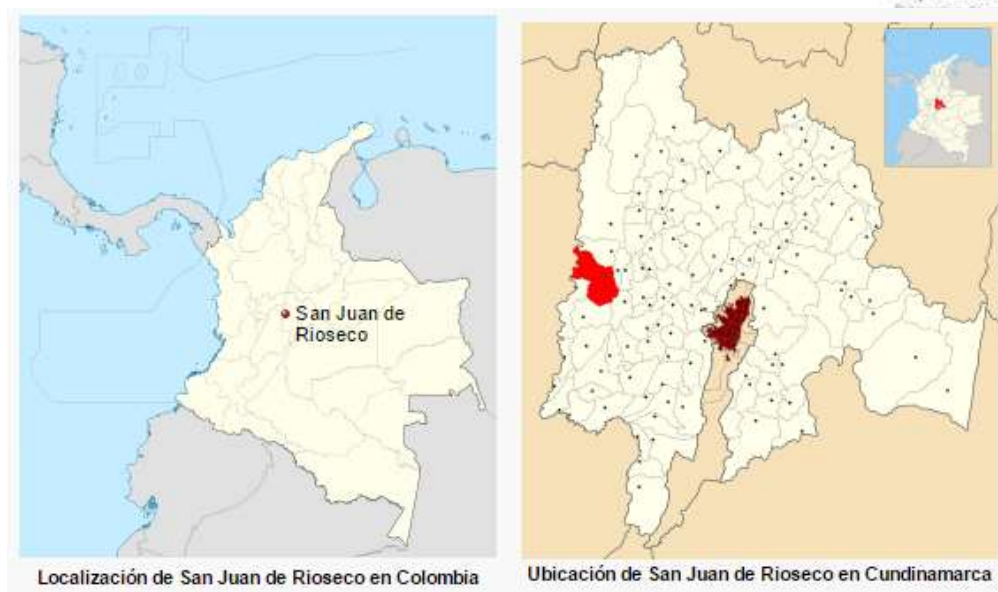 San Juan de
Rioseco
Localización de San Juan de Rioseco en Colombia
Ubicación de San Juan de Rioseco en Cundinamarca